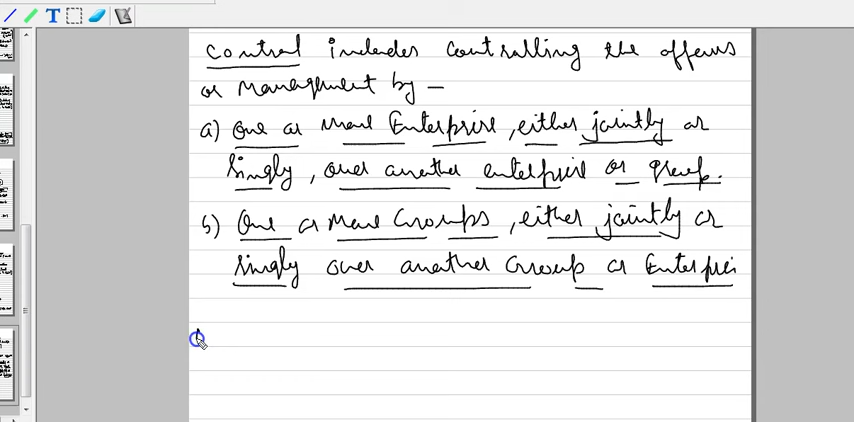 Control includes Controlling the affairs
or Management by –
a) One or More Enterprise, either jointly or
Singly, over another enterprise or group.
b) One or More Groups, either jointly or
Singly over another Group or Enterpri